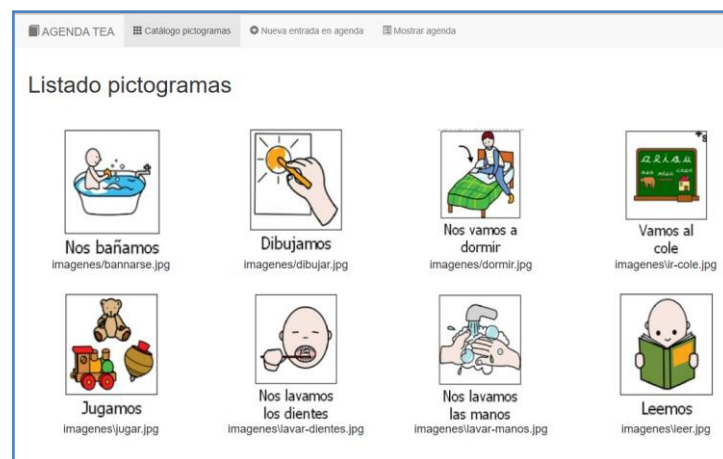 AGENDA TEA Catálogo pictogramas Nueva entrada en agenda Mostrar agenda
Listado pictogramas
Nos bañamos
imagenes/bannarse.jpg
Dibujamos
imagenes/dibujar.jpg
Nos vamos a
dormir
imagenes/dormir.jpg
Vamos al
cole
imagenes\ir-cole.jpg
Jugamos
imagenes\jugar.jpg
Nos lavamos
los dientes
imagenes\lavar-dientes.jpg
Nos lavamos
las manos
imagenes\lavar-manos.jpg
Leemos
imagenes\leer.jpg